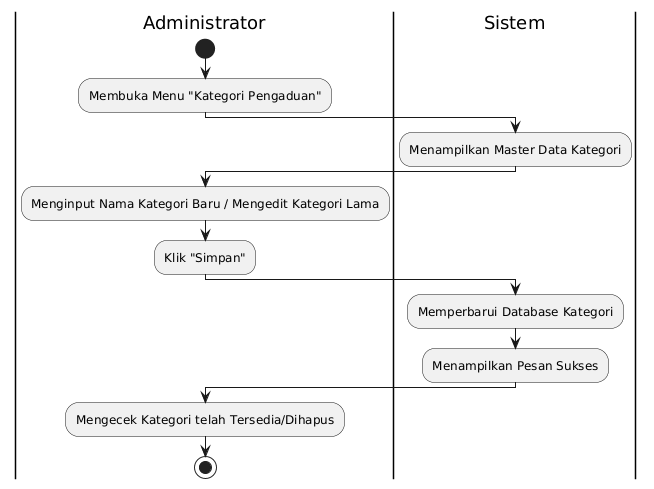 Administrator
Sistem
Membuka Menu "Kategori Pengaduan"
Menampilkan Master Data Kategori
Menginput Nama Kategori Baru / Mengedit Kategori Lama
Klik "Simpan"
Memperbarui Database Kategori
Menampilkan Pesan Sukses
Mengecek Kategori telah Tersedia/Dihapus